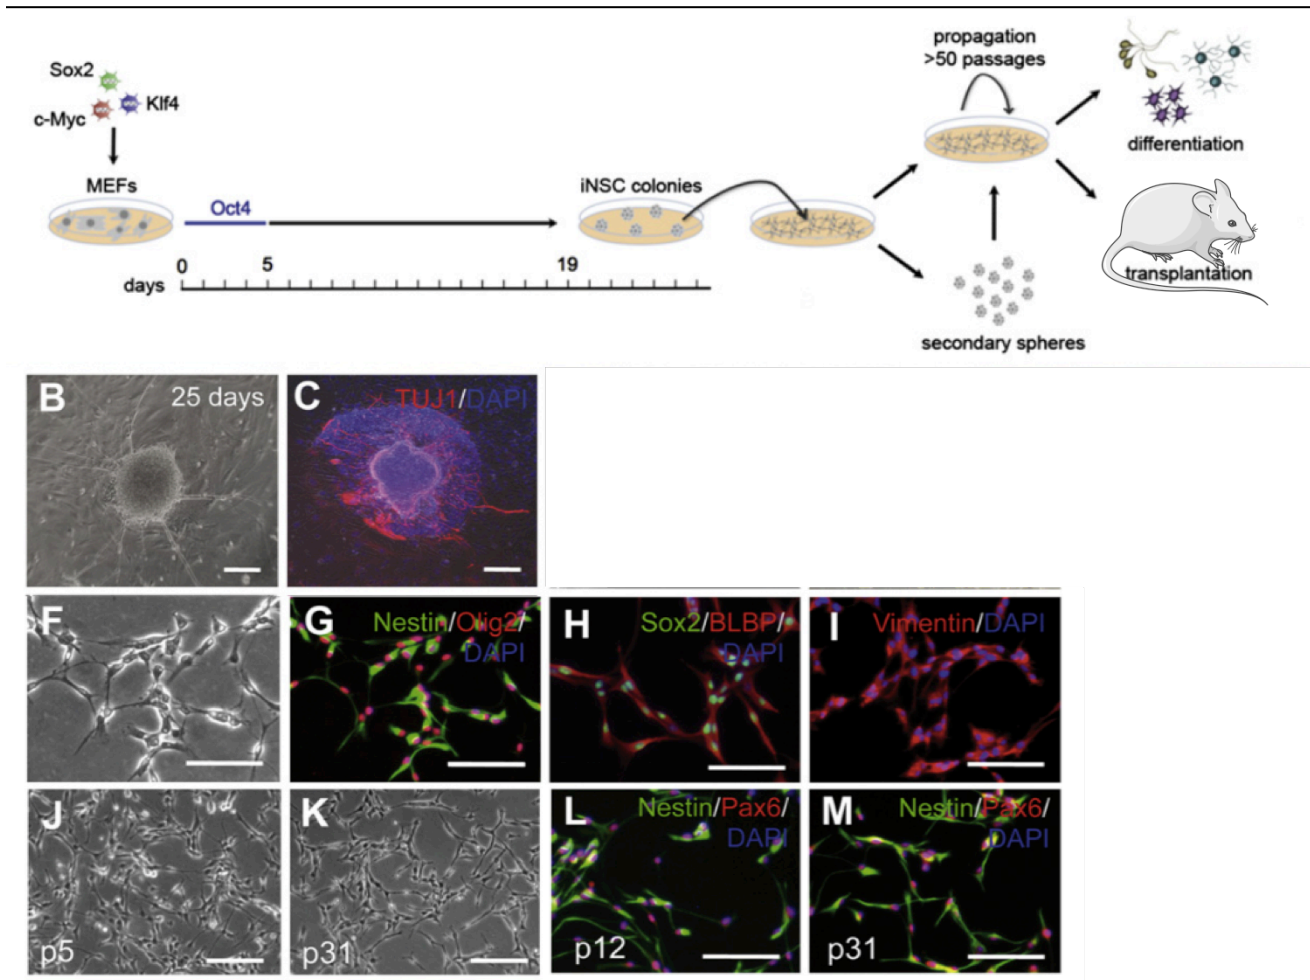 propagation
>50 passages
Sox2
Klf4
c-Myc
MEFs
iNSC colonies
differentiation
Oct4
0 5 19
days
transplantation
secondary spheres
B 25 days
C TUJ1/DAPI
F
G Nestin/Olig2/
DAPI
H Sox2/BLBP/
DAPI
I Vimentin/DAPI
J
p5
K
p31
L Nestin/Pax6/
DAPI
p12
M Nestin/Pax6/
DAPI
p31